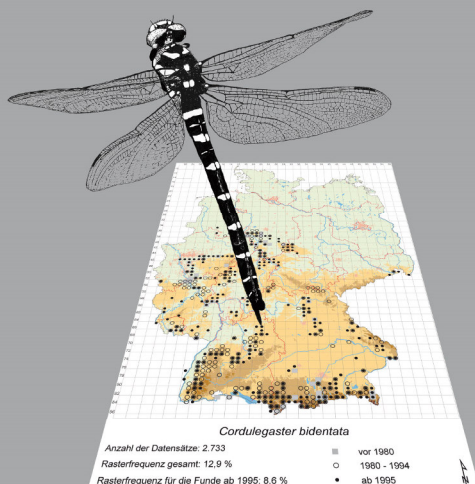 Cordulegaster bidentata
Anzahl der Datensätze: 2.733
Rasterfrequenz gesamt: 12,9 %
Rasterfrequenz für die Funde ab 1995: 8,6 %
vor 1980
1980 - 1994
ab 1995